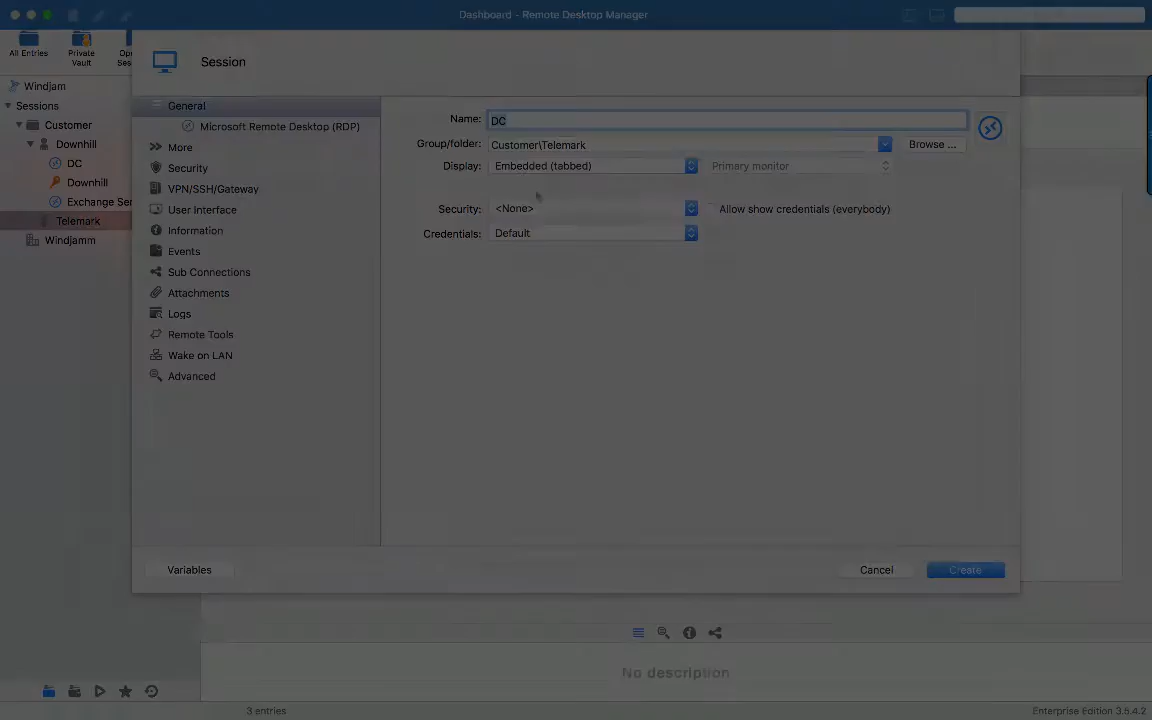 Dashboard - Remote Desktop Manager
All Entries
Private Vault
Session
Windjam
Sessions
Customer
Downhill
DC
Downhill
Exchange Ser
Telemark
Windjamm
General
Microsoft Remote Desktop (RDP)
More
Security
VPN/SSH/Gateway
User Interface
Information
Events
Sub Connections
Attachments
Logs
Remote Tools
Wake on LAN
Advanced
Name: DC
Group/folder: Customer\Telemark Browse ...
Display: Embedded (tabbed) Primary monitor
Security: <None> Allow show credentials (everybody)
Credentials: Default
Variables Cancel Create
No description
3 entries Enterprise Edition 3.5.4.2